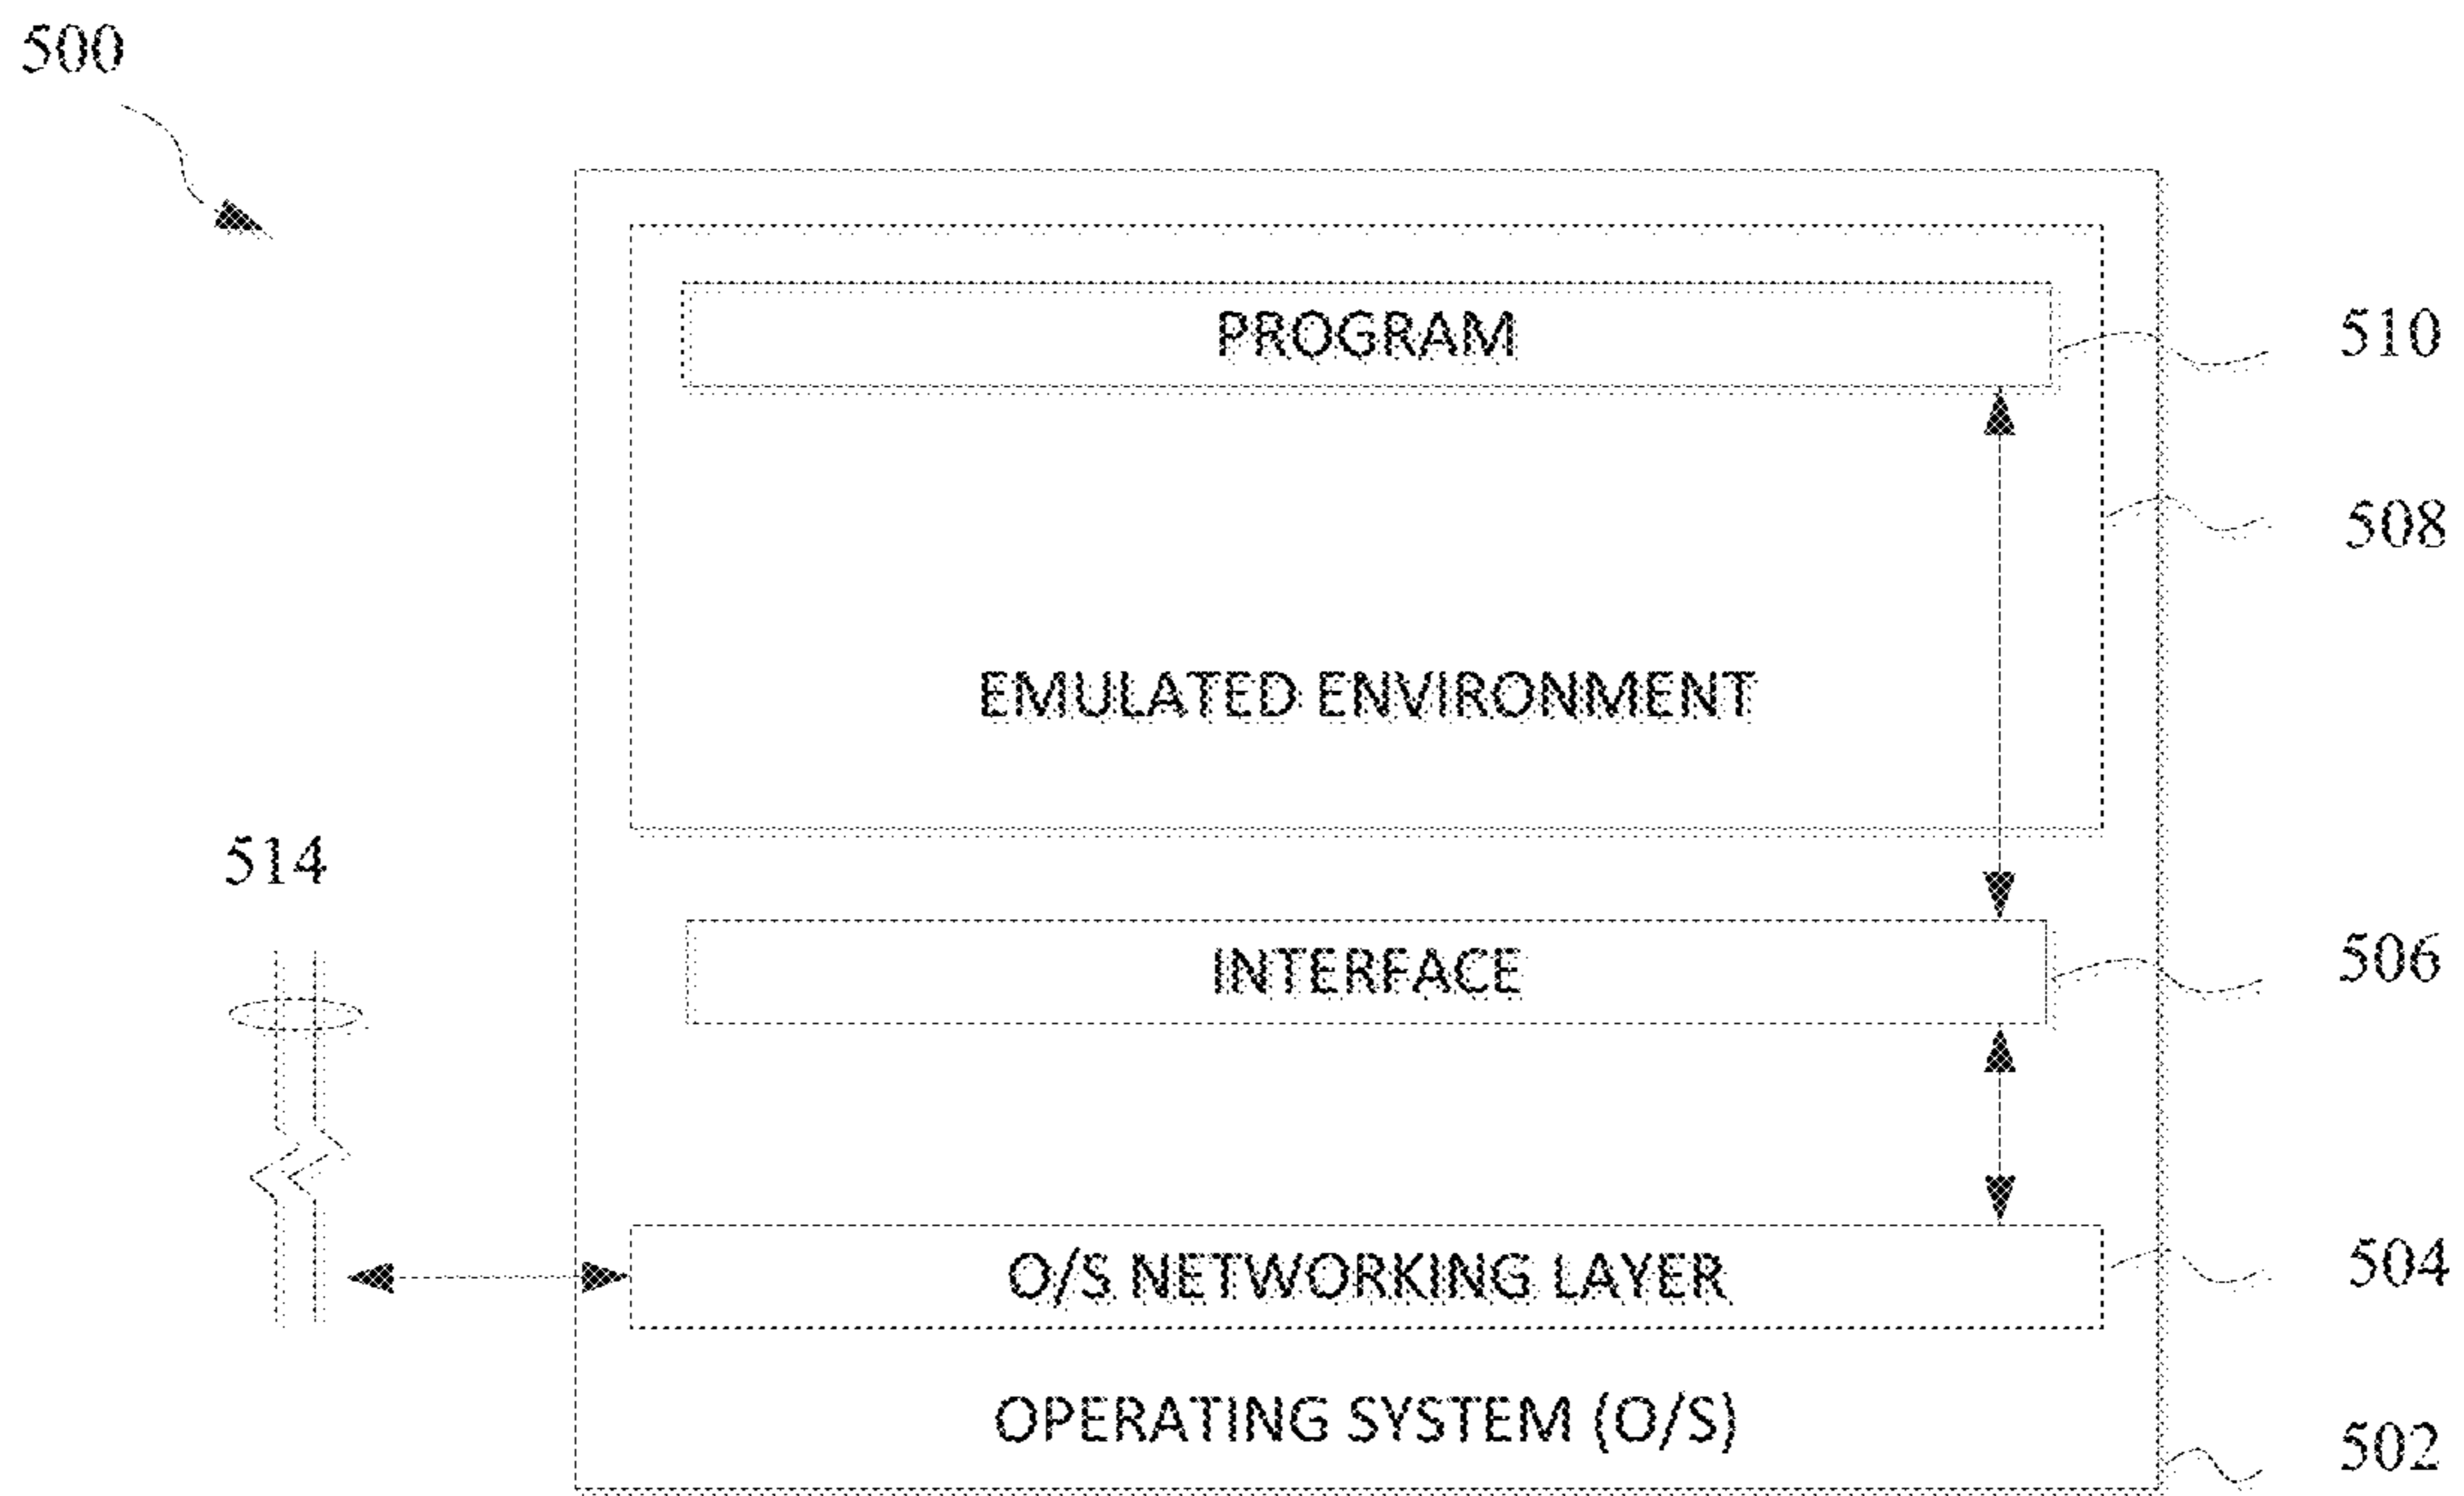 500
PROGRAM
510
508
EMULATED ENVIRONMENT
514
INTERFACE
506
O/S NETWORKING LAYER
504
OPERATING SYSTEM (O/S)
502